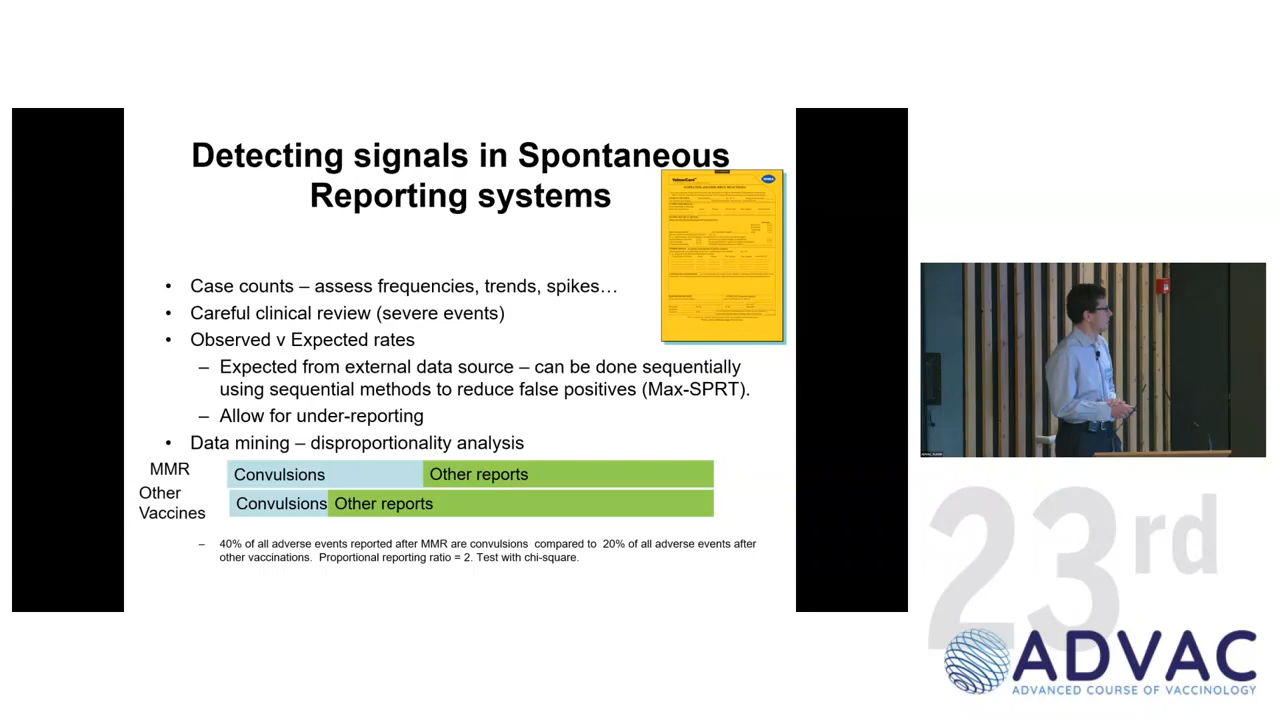 Detecting signals in Spontaneous
Reporting systems
YellowCard
• Case counts – assess frequencies, trends, spikes…
• Careful clinical review (severe events)
• Observed v Expected rates
– Expected from external data source – can be done sequentially
using sequential methods to reduce false positives (Max-SPRT).
– Allow for under-reporting
• Data mining – disproportionality analysis
MMR Convulsions Other reports
Other
Vaccines
Convulsions Other reports
– 40% of all adverse events reported after MMR are convulsions compared to 20% of all adverse events after
other vaccinations. Proportional reporting ratio = 2. Test with chi-square.
23rd
ADVAC
ADVANCED COURSE OF VACCINOLOGY